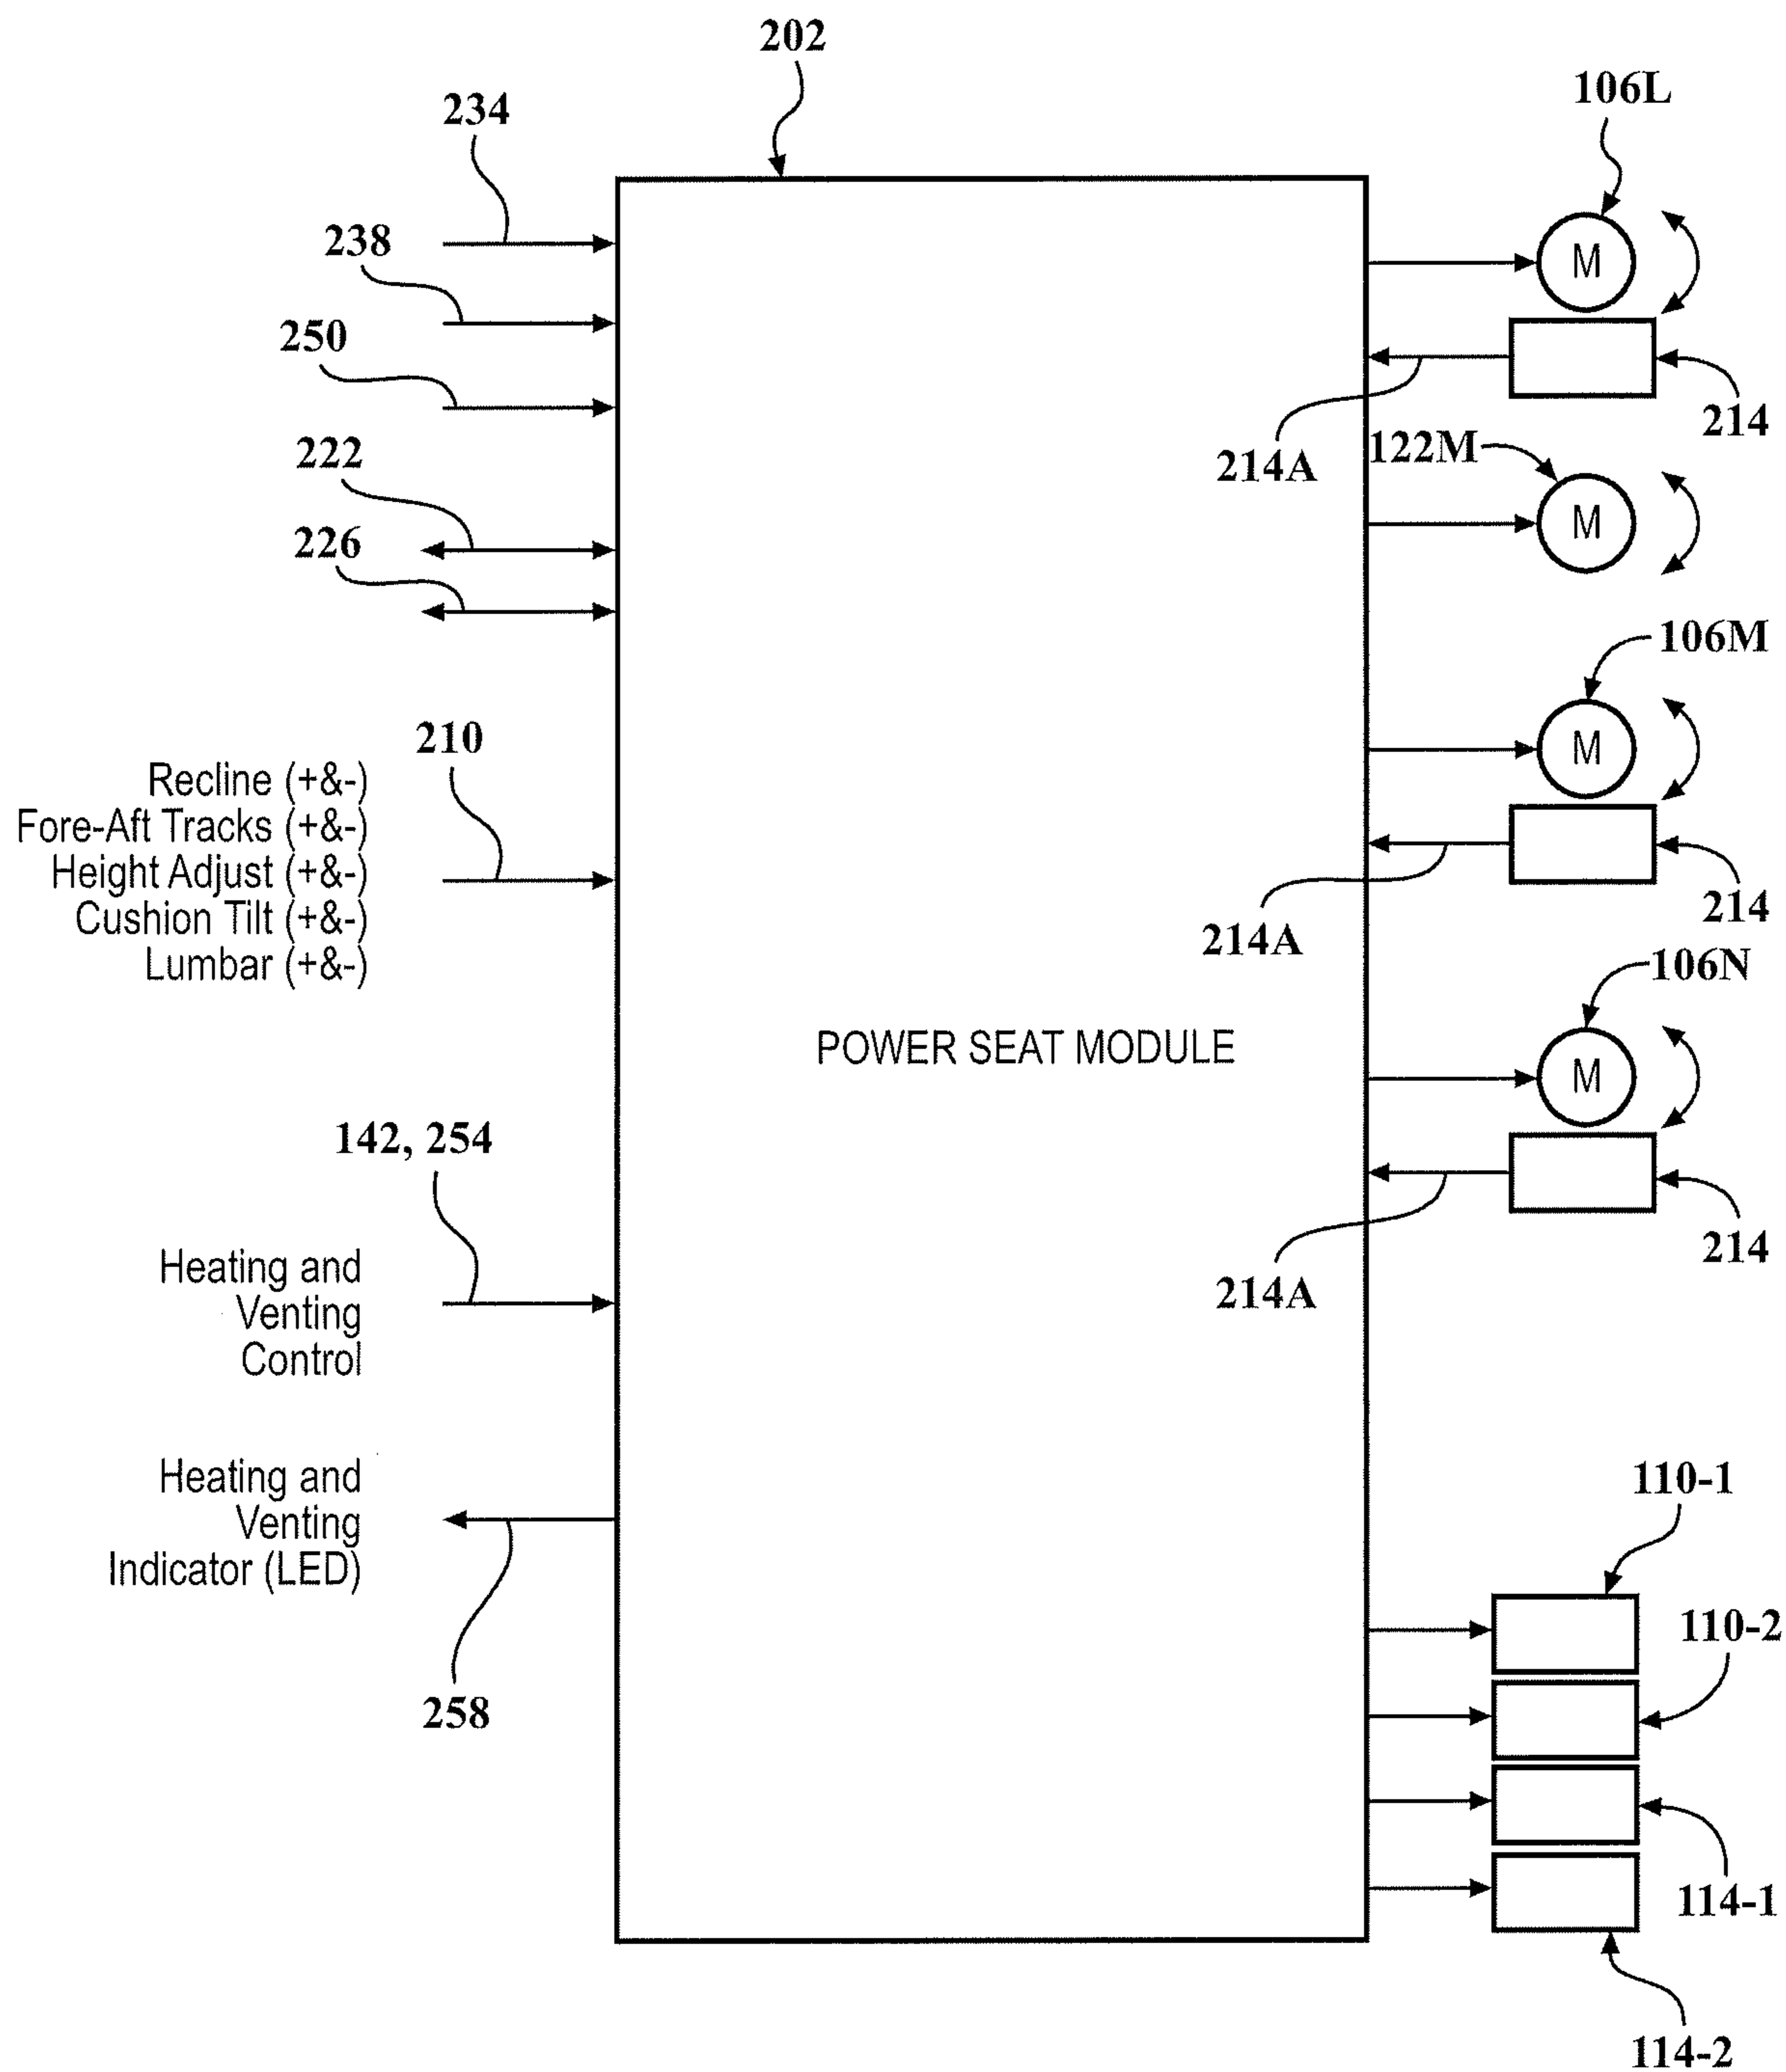 202
106L
234
M
238
250
214
214A
122M
222
M
226
106M
210
M
Recline (+&-)
Fore-Aft Tracks (+&-)
Height Adjust (+&-)
Cushion Tilt (+&-)
Lumbar (+&-)
214
214A
106N
POWER SEAT MODULE
M
142, 254
214
214A
Heating and
Venting
Control
Heating and
Venting
Indicator (LED)
258
110-1
110-2
114-1
114-2